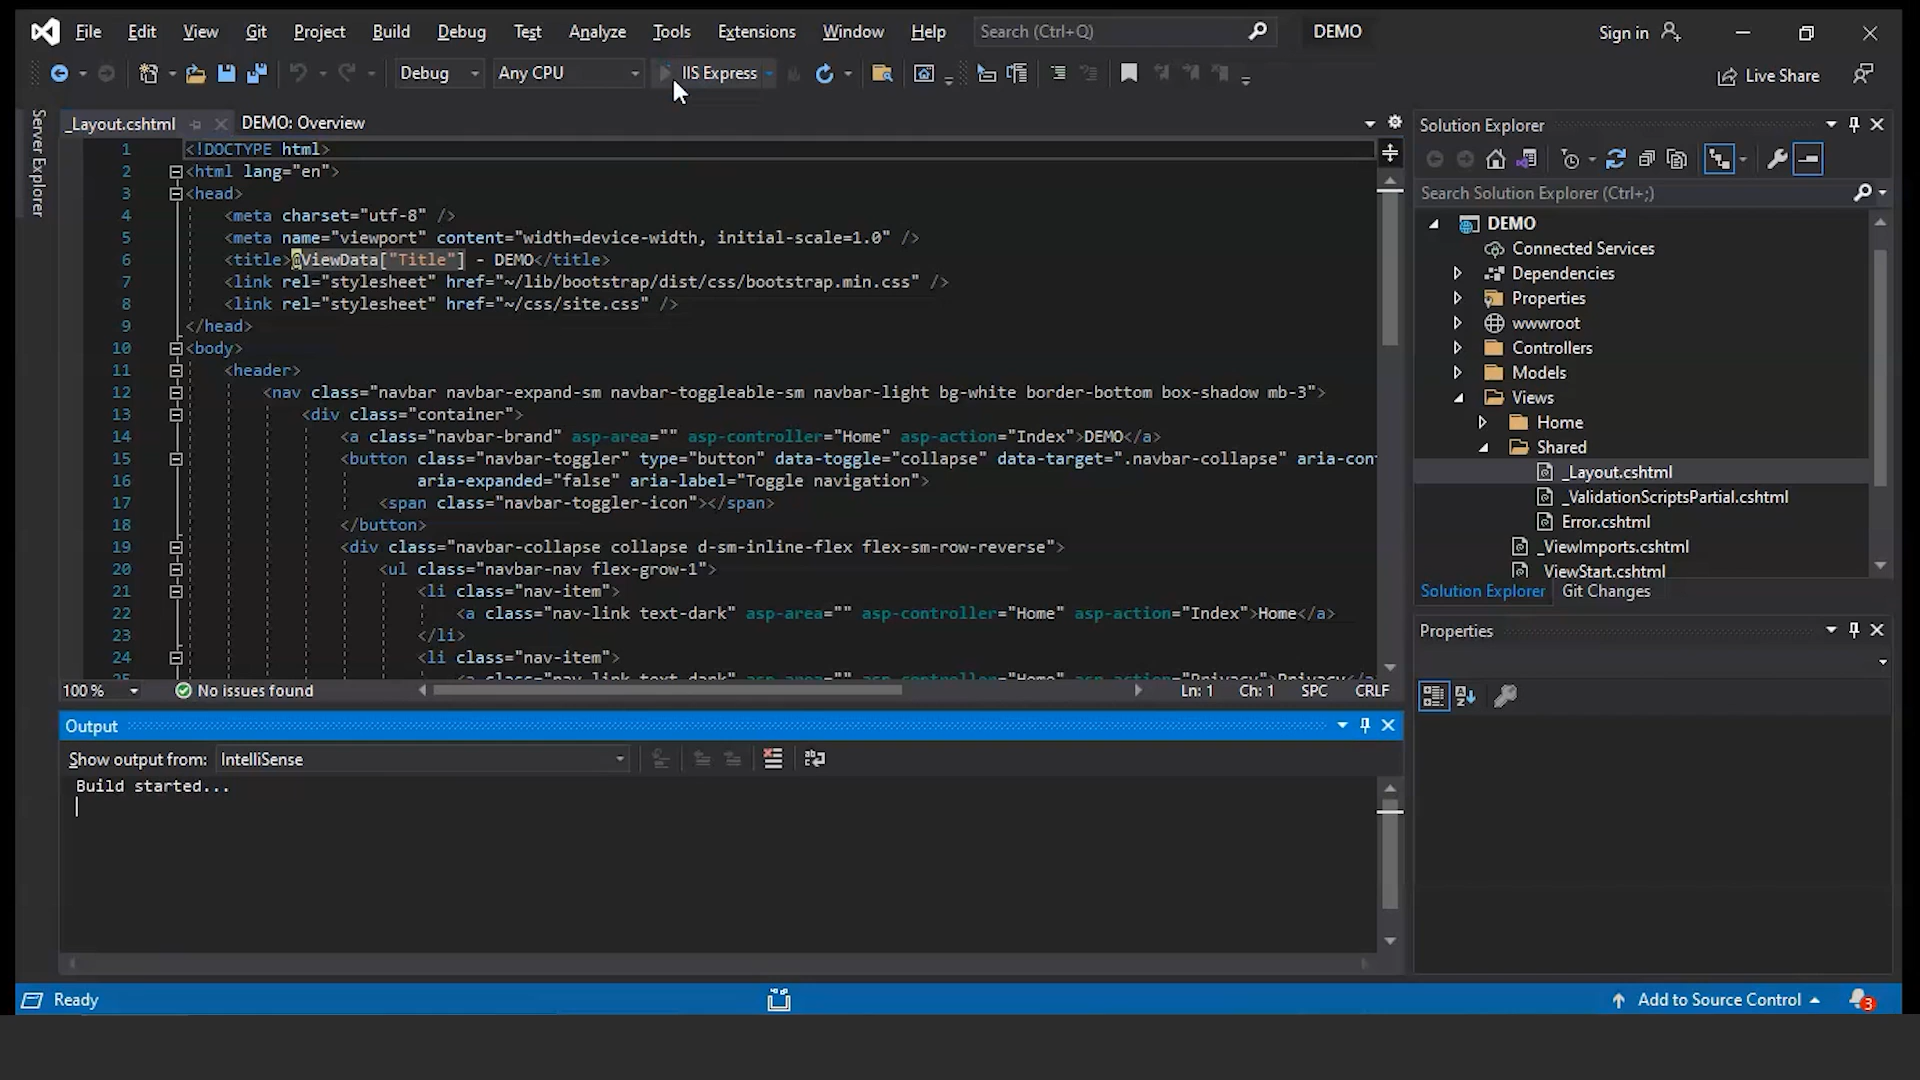 File Edit View Git Project Build Debug Test Analyze Tools Extensions Window Help Search (Ctrl+Q) DEMO Sign in
Debug Any CPU IIS Express Live Share
Server Explorer
_Layout.cshtml DEMO: Overview
1 <!DOCTYPE html>
2 <html lang="en">
3 <head>
4 <meta charset="utf-8" />
5 <meta name="viewport" content="width=device-width, initial-scale=1.0" />
6 <title>@ViewData["Title"] - DEMO</title>
7 <link rel="stylesheet" href="~/lib/bootstrap/dist/css/bootstrap.min.css" />
8 <link rel="stylesheet" href="~/css/site.css" />
9 </head>
10 <body>
11 <header>
12 <nav class="navbar navbar-expand-sm navbar-toggleable-sm navbar-light bg-white border-bottom box-shadow mb-3">
13 <div class="container">
14 <a class="navbar-brand" asp-area="" asp-controller="Home" asp-action="Index">DEMO</a>
15 <button class="navbar-toggler" type="button" data-toggle="collapse" data-target=".navbar-collapse" aria-con
16 aria-expanded="false" aria-label="Toggle navigation">
17 <span class="navbar-toggler-icon"></span>
18 </button>
19 <div class="navbar-collapse collapse d-sm-inline-flex flex-sm-row-reverse">
20 <ul class="navbar-nav flex-grow-1">
21 <li class="nav-item">
22 <a class="nav-link text-dark" asp-area="" asp-controller="Home" asp-action="Index">Home</a>
23 </li>
24 <li class="nav-item">
100 % No issues found Ln: 1 Ch: 1 SPC CRLF
Output
Show output from: IntelliSense
Build started...
Solution Explorer
Search Solution Explorer (Ctrl+;)
DEMO
Connected Services
Dependencies
Properties
wwwroot
Controllers
Models
Views
Home
Shared
_Layout.cshtml
_ValidationScriptsPartial.cshtml
Error.cshtml
_ViewImports.cshtml
_ViewStart.cshtml
Solution Explorer Git Changes
Properties
Ready Add to Source Control 3